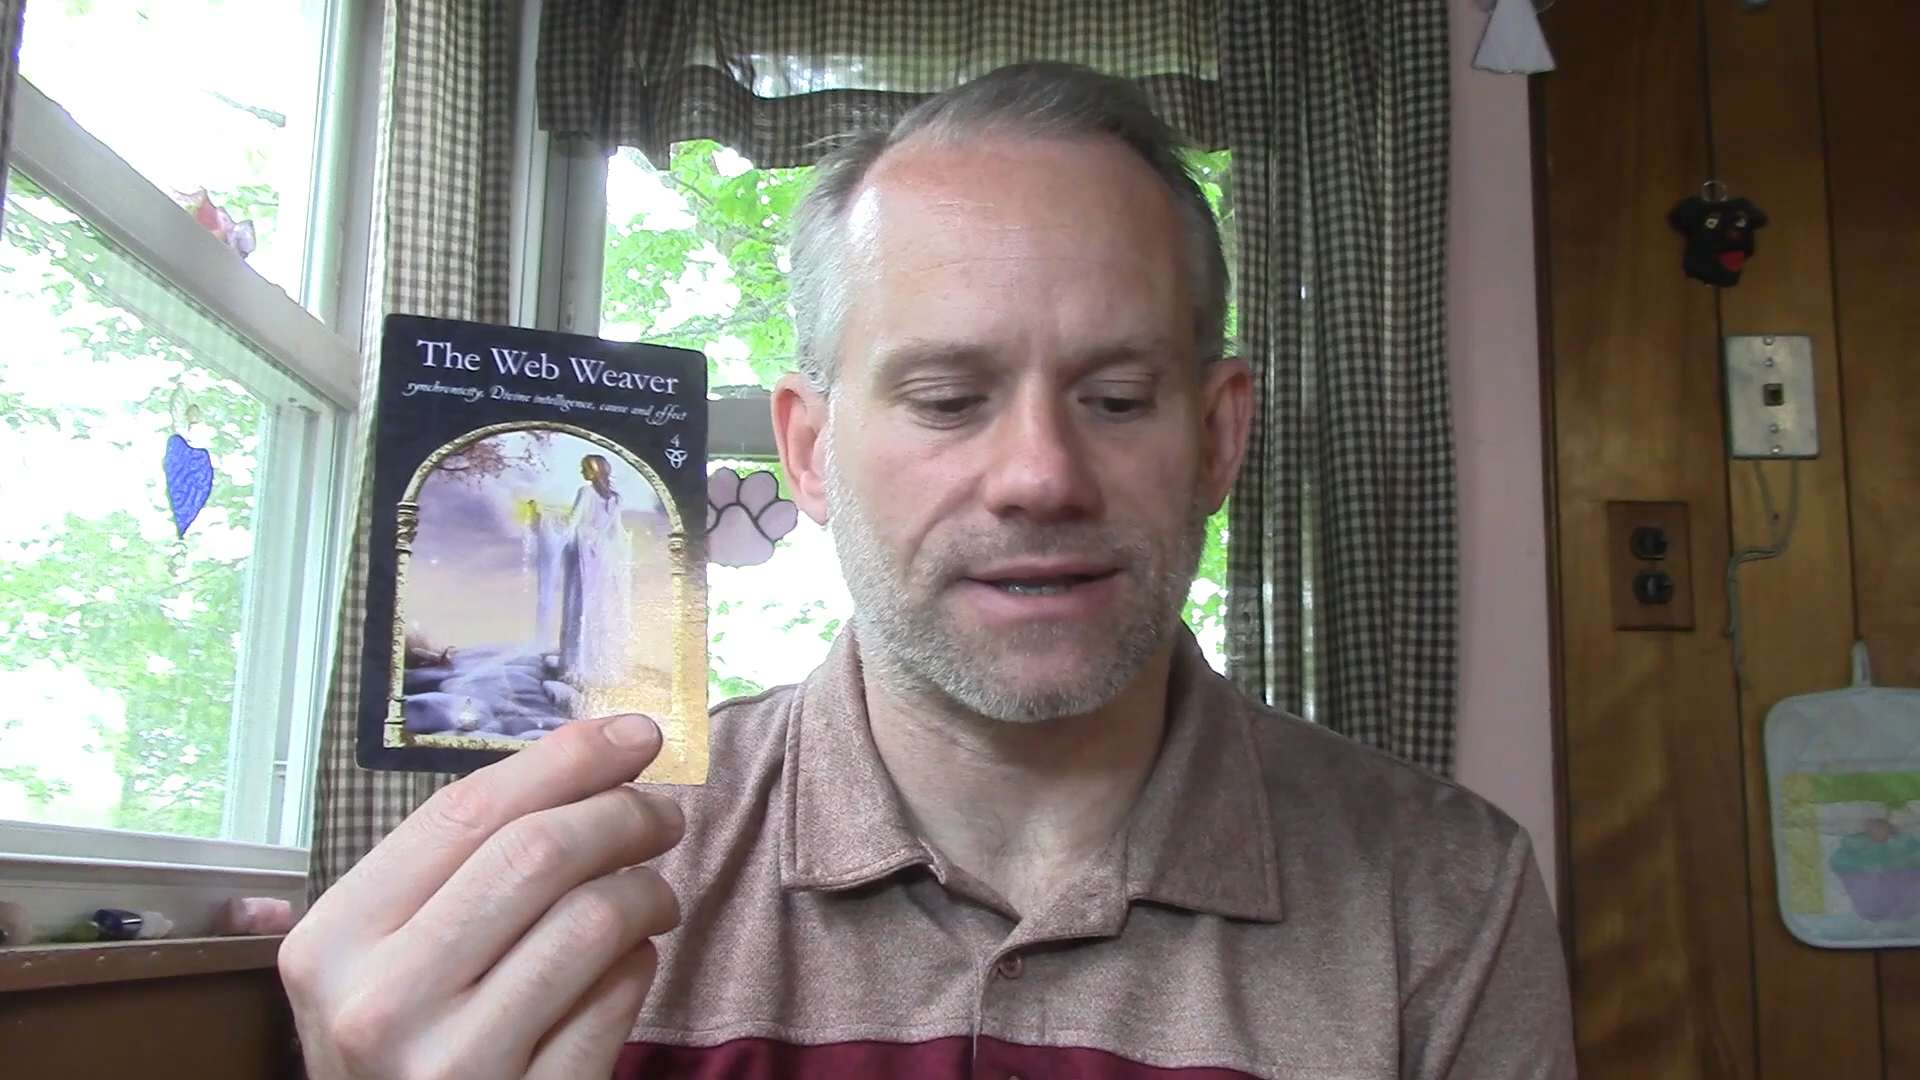 The Web Weaver
synchronicity, Divine intelligence, cause and effect
4